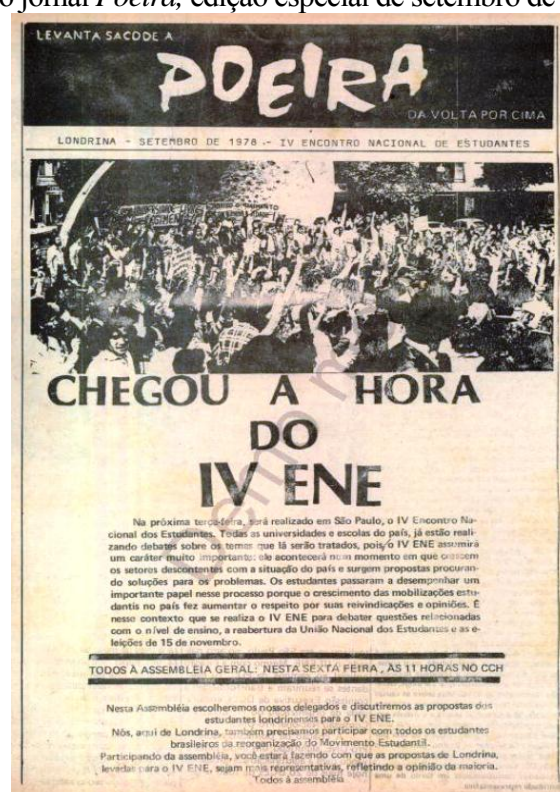 o jornal Poeira, edição especial de setembro de
LEVANTA SACODE A
POEIRA
DA VOLTA POR CIMA
LONDRINA - SETEMBRO DE 1978 - IV ENCONTRO NACIONAL DE ESTUDANTES
CHEGOU A HORA
DO
IV ENE
Na próxima terça-feira, será realizado em São Paulo, o IV Encontro Na-
cional dos Estudantes. Todas as universidades e escolas do país, já estão reali-
zando debates sobre os temas que lá serão tratados, pois o IV ENE assumirá
um caráter muito importante: ele acontecerá num momento em que crescem
os setores descontentes com a situação do país e surgem propostas procuran-
do soluções para os problemas. Os estudantes passaram a desempenhar um
importante papel nesse processo porque o crescimento das mobilizações estu-
dantis no país fez aumentar o respeito por suas reivindicações e opiniões. É
nesse contexto que se realiza o IV ENE para debater questões relacionadas
com o nível de ensino, a reabertura da União Nacional dos Estudantes e as e-
leições de 15 de novembro.
TODOS À ASSEMBLEIA GERAL: NESTA SEXTA FEIRA, AS 11 HORAS NO CCH
Nesta Assembléia escolheremos nossos delegados e discutiremos as propostas dos
estudantes londrinenses para o IV ENE.
Nós, aqui de Londrina, também precisamos participar com todos os estudantes
brasileiros da reorganização do Movimento Estudantil.
Participando da assembléia, você estará fazendo com que as propostas de Londrina,
levadas para o IV ENE, sejam mais representativas, refletindo a opinião da maioria.
Todos à assembléia